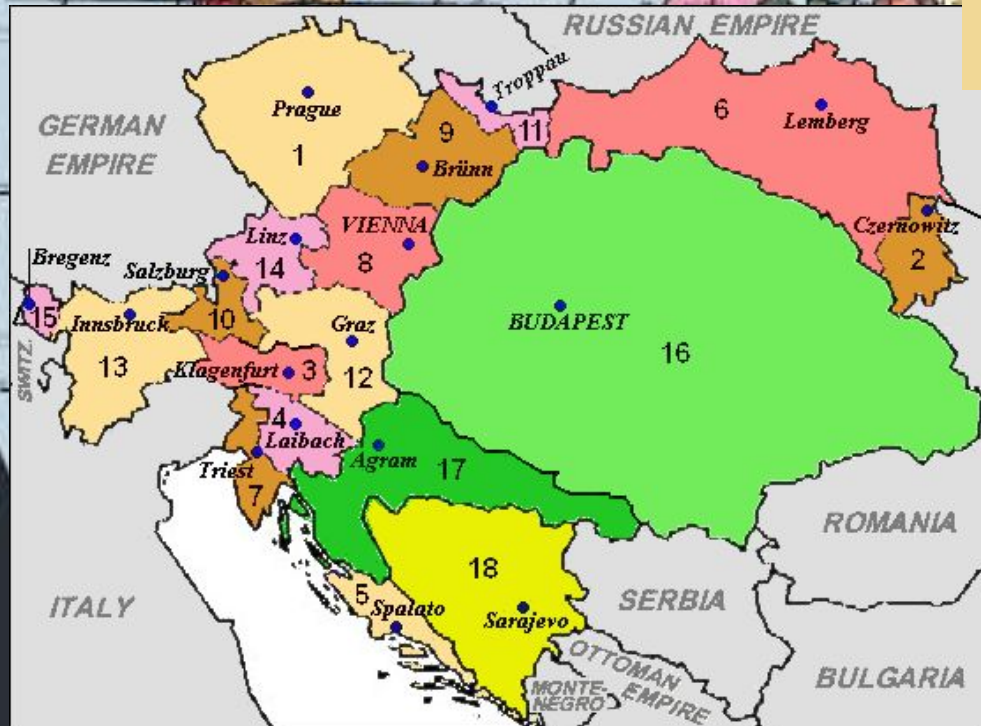 RUSSIAN EMPIRE
Troppau
Prague
6
Lemberg
GERMAN
EMPIRE
9
11
1
Brünn
Linz
VIENNA
Czernowitz
Bregenz
Salzburg
14
8
2
15
Innsbruck
10
Graz
BUDAPEST
SWITZ.
13
Klagenfurt
3
12
16
4
Laibach
Agram
Triest
17
7
ROMANIA
18
ITALY
5
Spalato
Sarajevo
SERBIA
OTTOMAN
EMPIRE
MONTE-
NEGRO
BULGARIA